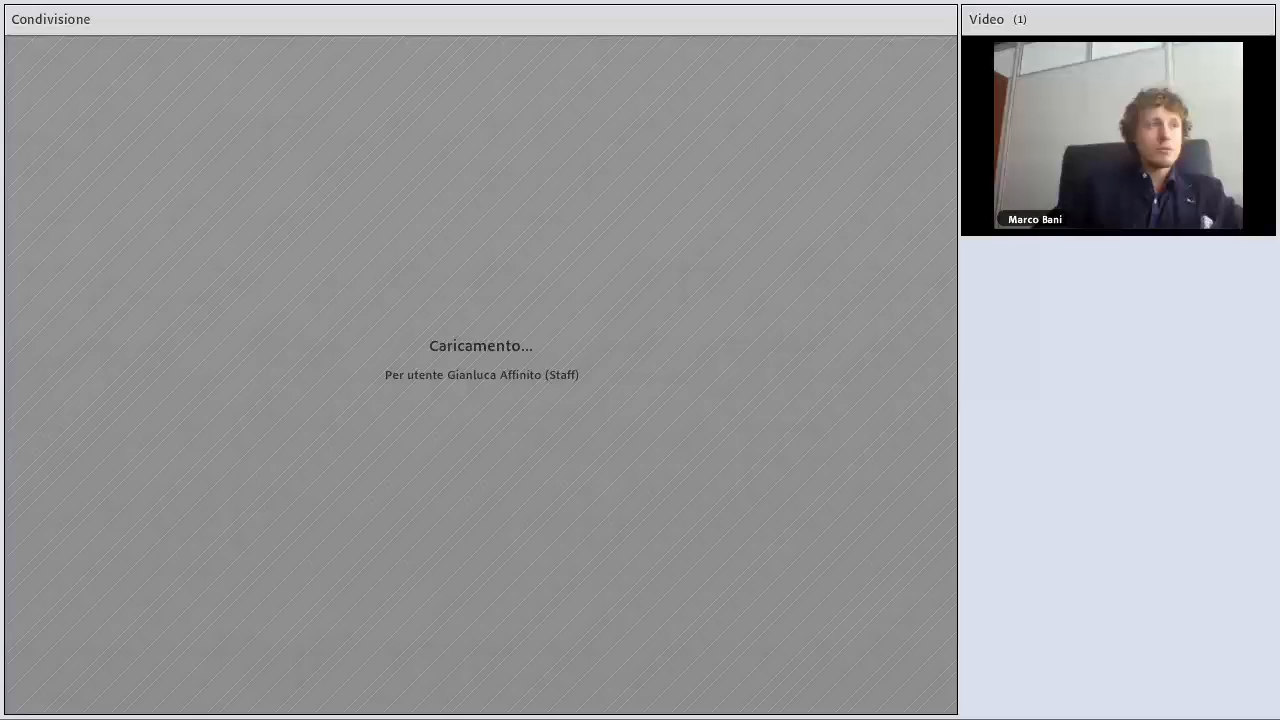 Condivisione
Video (1)
Marco Bani
Caricamento...
Per utente Gianluca Affinito (Staff)